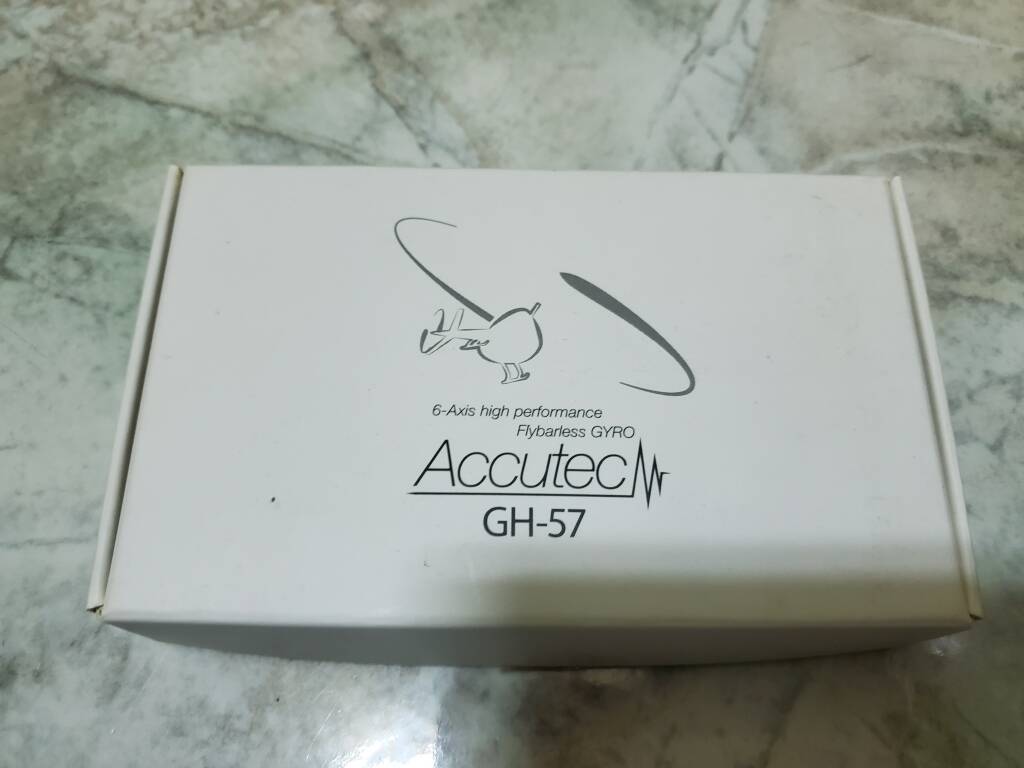 6-Axis high performance
Flybarless GYRO
Accutec
GH-57